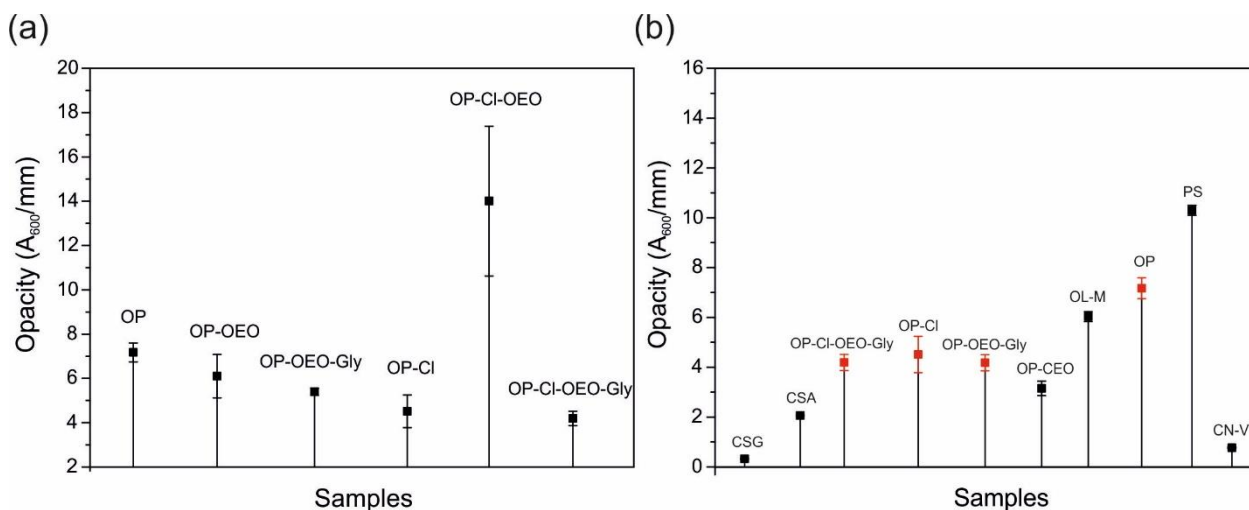 (a)
Opacity (A600/mm)
20
18
16
14
12
10
8
6
4
2
OP
OP-OEO
OP-OEO-Gly
OP-Cl
OP-Cl-OEO
OP-Cl-OEO-Gly
Samples
(b)
Opacity (A600/mm)
16
14
12
10
8
6
4
2
0
CSG
CSA
OP-Cl-OEO-Gly
OP-Cl
OP-OEO-Gly
OP-CEO
OL-M
OP
PS
CN-V
Samples